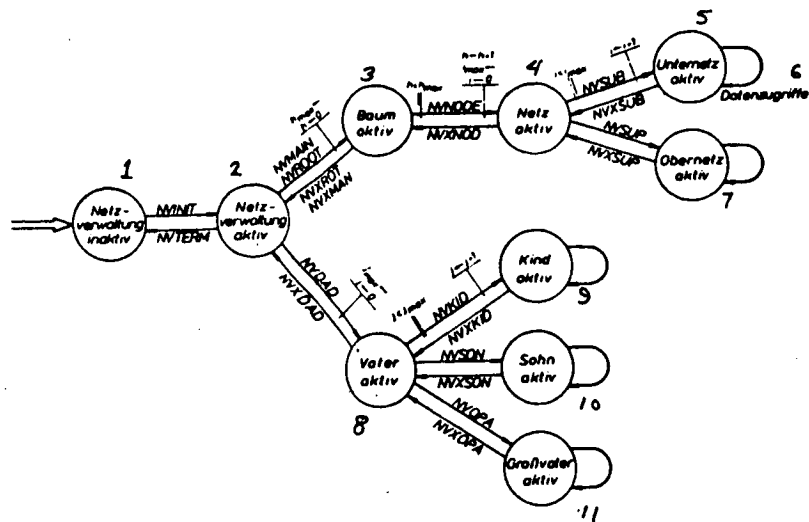 1
Netz-
verwaltung
inaktiv
NVINIT
NVTERM
2
Netz-
verwaltung
aktiv
NVMAIN
NVROOT
NVXROT
NVXMAN
3
Baum
aktiv
NVNODE
NVXNOD
4
Netz
aktiv
NVSUB
NVXSUB
5
Unternetz
aktiv
6
Datenzugriffe
NVSUP
NVXSUP
Obernetz
aktiv
7
NVDAD
NVXDAD
8
Vater
aktiv
NVKID
NVXKID
Kind
aktiv
9
NVSON
NVXSON
Sohn
aktiv
10
NVOPA
NVXOPA
Großvater
aktiv
11